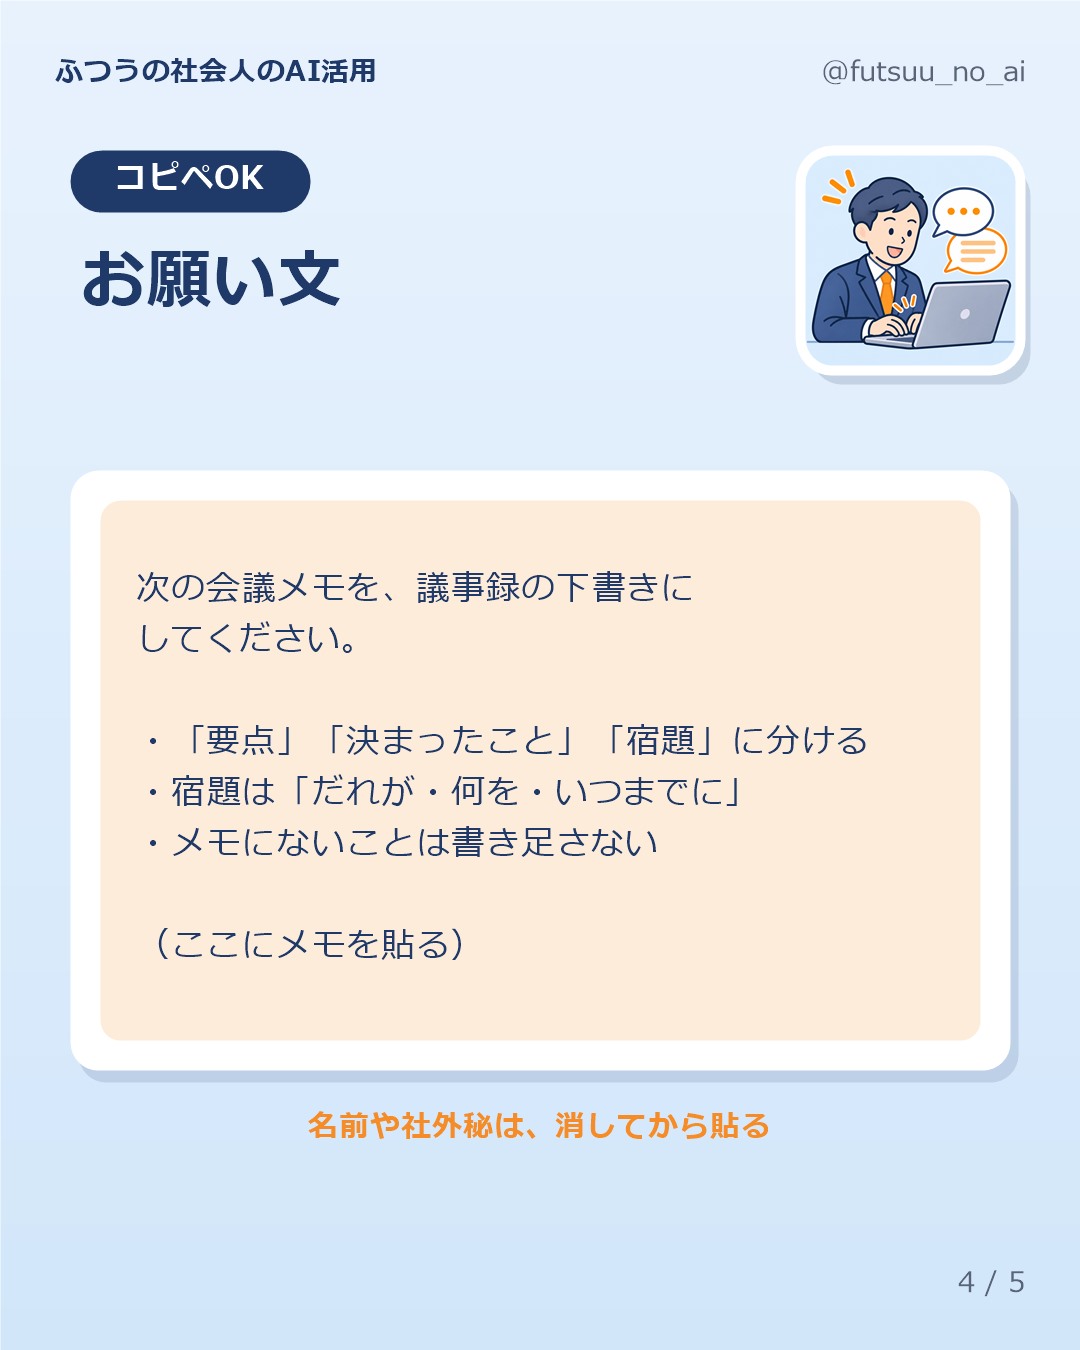 ふつうの社会人のAI活用
@futsuu_no_ai
コピペOK
お願い文
次の会議メモを、議事録の下書きに
してください。
・「要点」「決まったこと」「宿題」に分ける
・宿題は「だれが・何を・いつまでに」
・メモにないことは書き足さない
（ここにメモを貼る）
名前や社外秘は、消してから貼る
4 / 5